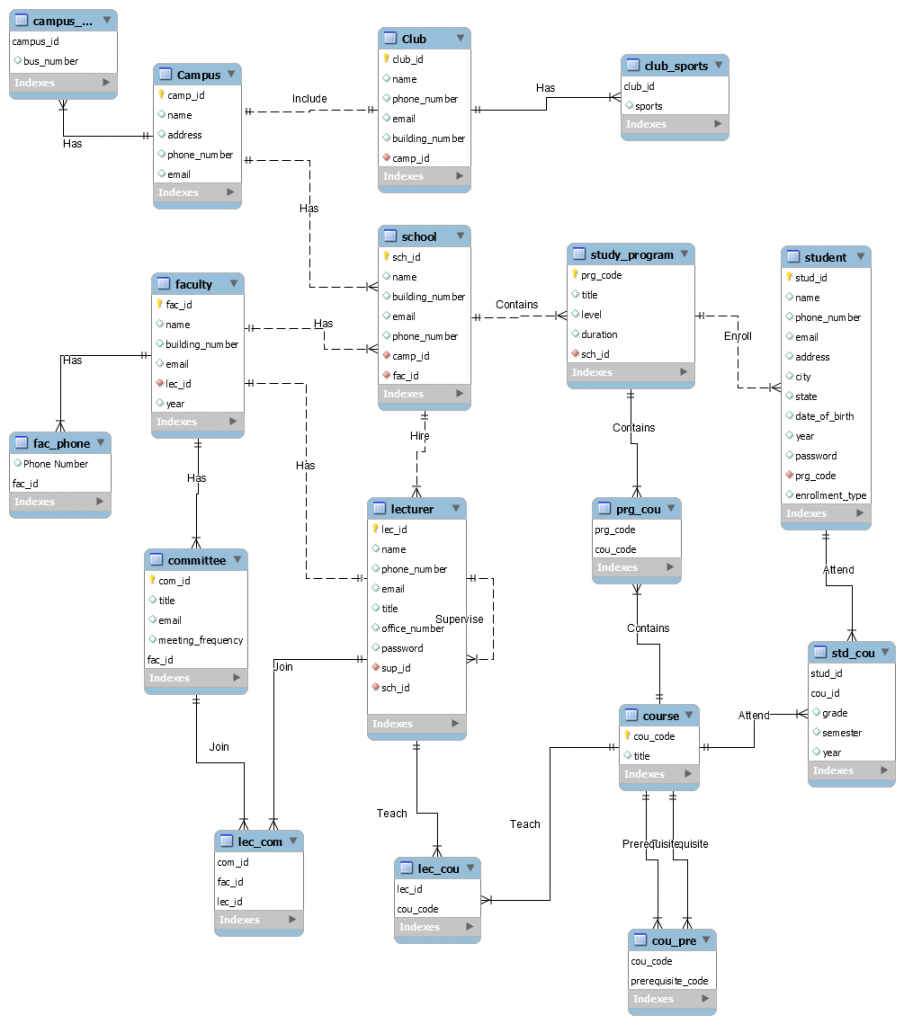 campus_...
campus_id
bus_number
Indexes
Has
Campus
camp_id
name
address
phone_number
email
Indexes
Include
Has
Club
club_id
name
phone_number
email
building_number
camp_id
Indexes
Has
club_sports
club_id
sports
Indexes
school
sch_id
name
building_number
email
phone_number
camp_id
fac_id
Indexes
Contains
Hire
study_program
prg_code
title
level
duration
sch_id
Indexes
Enroll
Contains
student
stud_id
name
phone_number
email
address
city
state
date_of_birth
year
password
prg_code
enrollment_type
Indexes
Attend
faculty
fac_id
name
building_number
email
lec_id
year
Indexes
Has
Has
Has
Has
fac_phone
Phone Number
fac_id
Indexes
committee
com_id
title
email
meeting_frequency
fac_id
Indexes
Join
lecturer
lec_id
name
phone_number
email
title
office_number
password
sup_id
sch_id
Indexes
Supervise
Join
Teach
prg_cou
prg_code
cou_code
Indexes
Contains
std_cou
stud_id
cou_id
grade
semester
year
Indexes
course
cou_code
title
Indexes
Attend
Teach
Prerequisite
lec_com
com_id
fac_id
lec_id
Indexes
lec_cou
lec_id
cou_code
Indexes
cou_pre
cou_code
prerequisite_code
Indexes